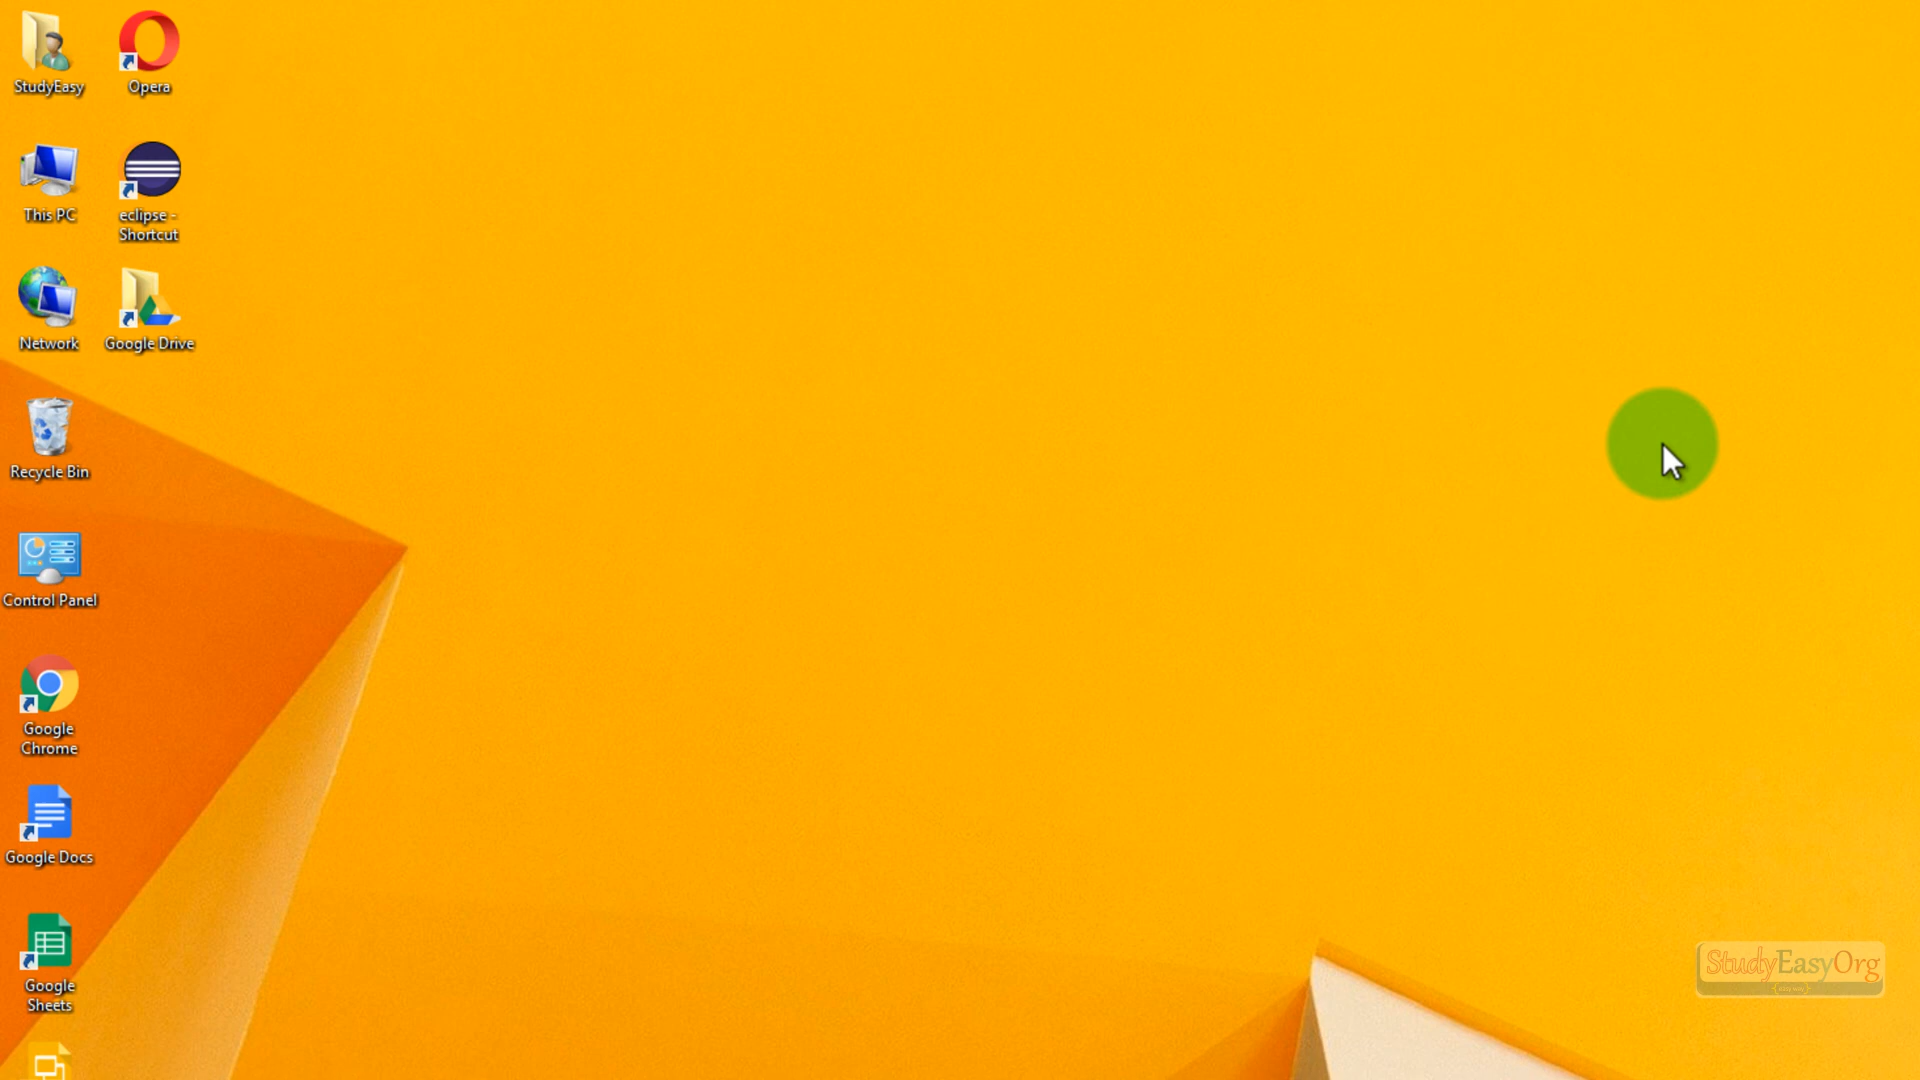 StudyEasy
Opera
This PC
eclipse -
Shortcut
Network
Google Drive
Recycle Bin
Control Panel
Google
Chrome
Google Docs
Google
Sheets
StudyEasyOrg